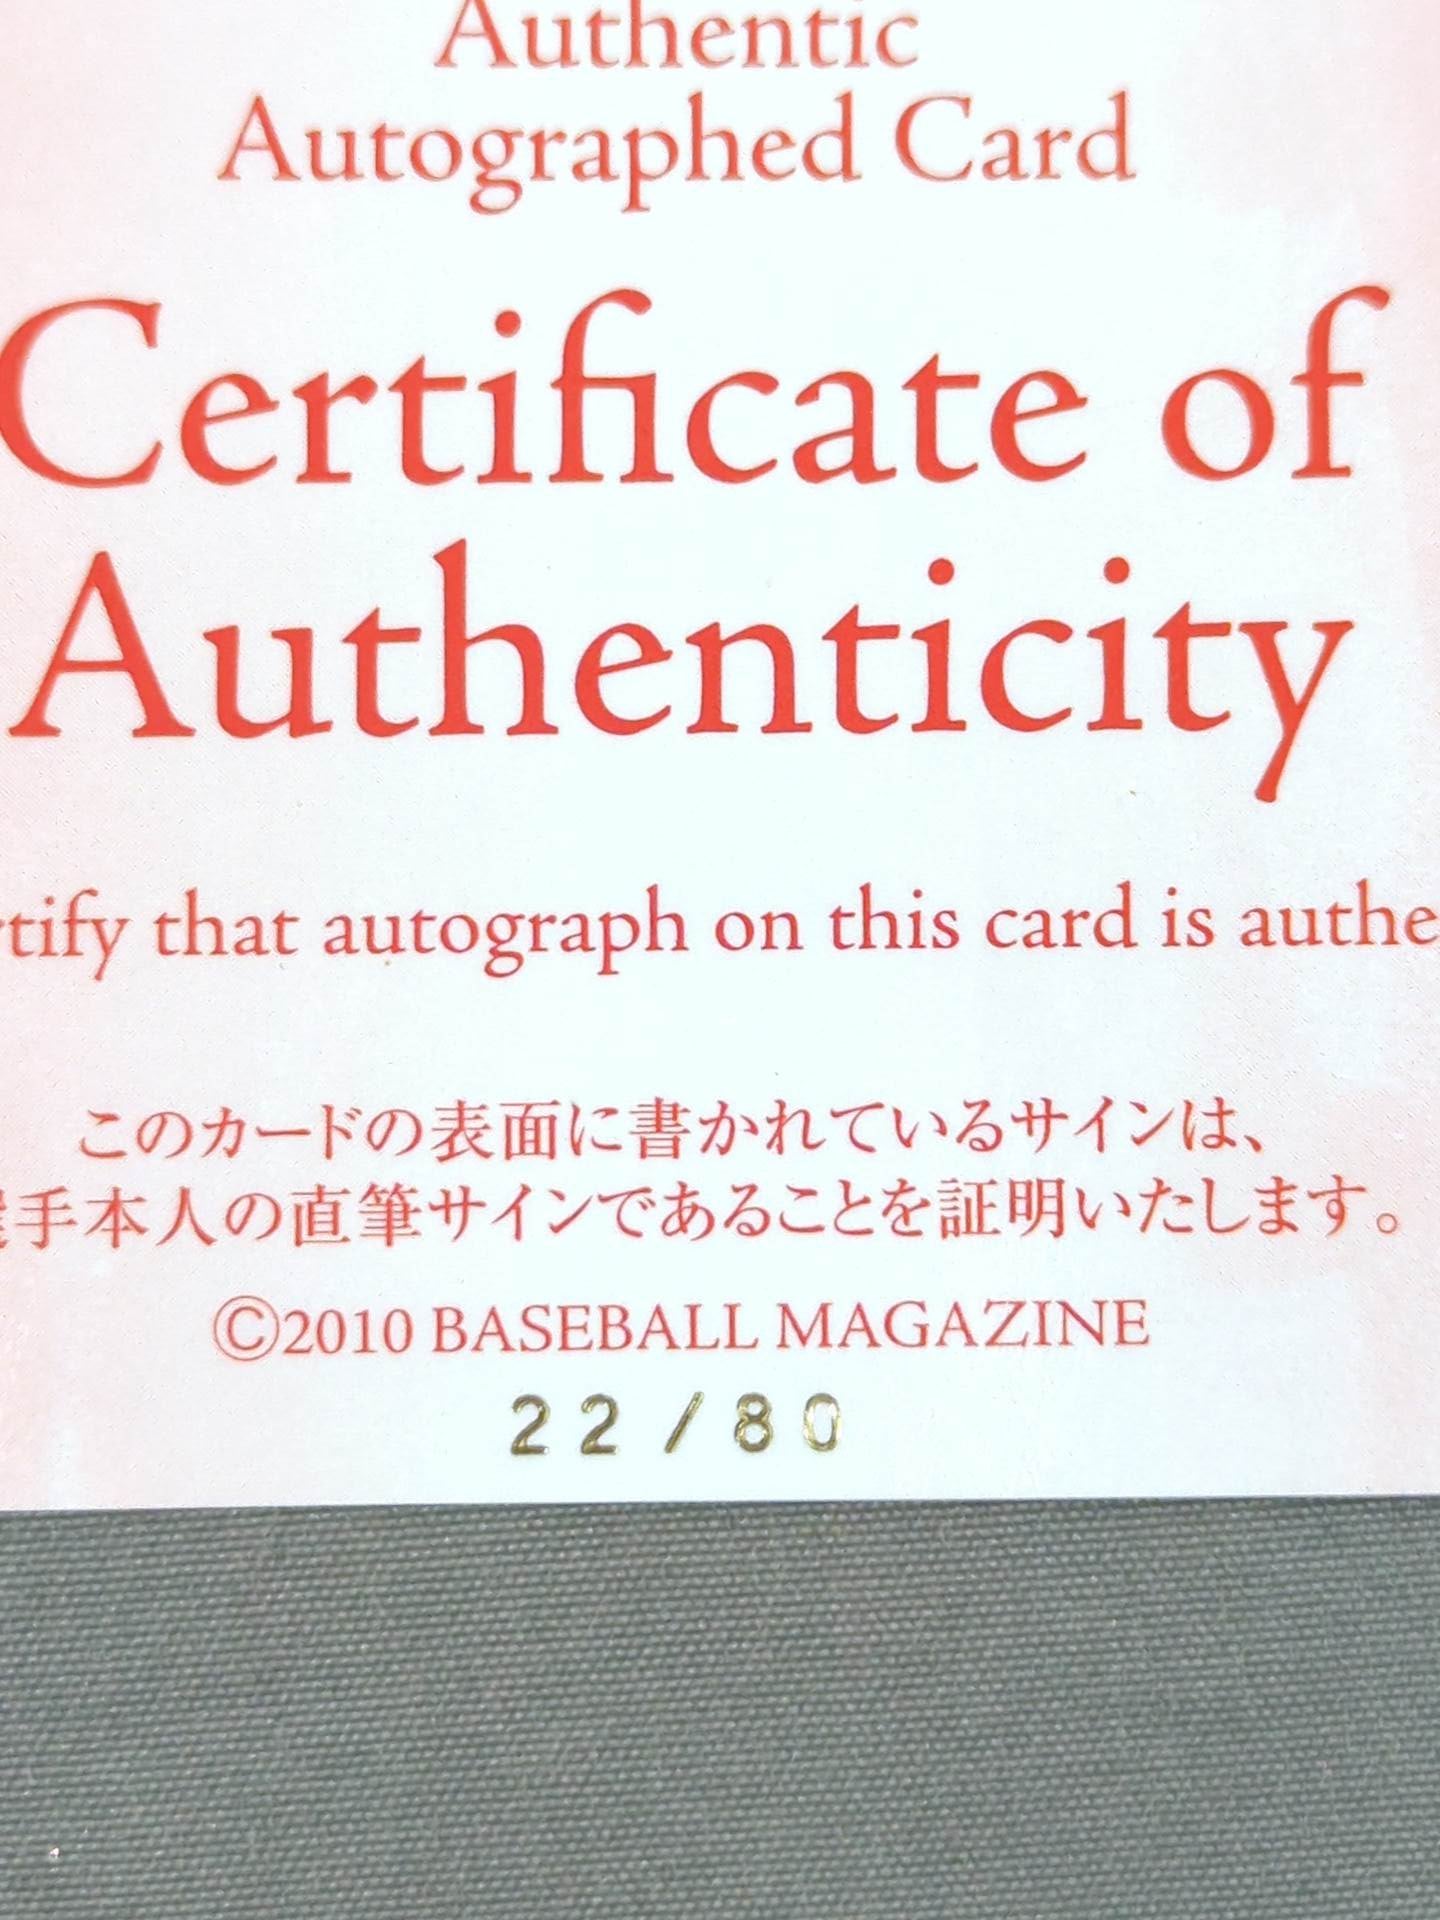 Authentic
Autographed Card
Certificate of
Authenticity
tify that autograph on this card is authe
このカードの表面に書かれているサインは、
手本人の直筆サインであることを証明いたします。
©2010 BASEBALL MAGAZINE
22/80